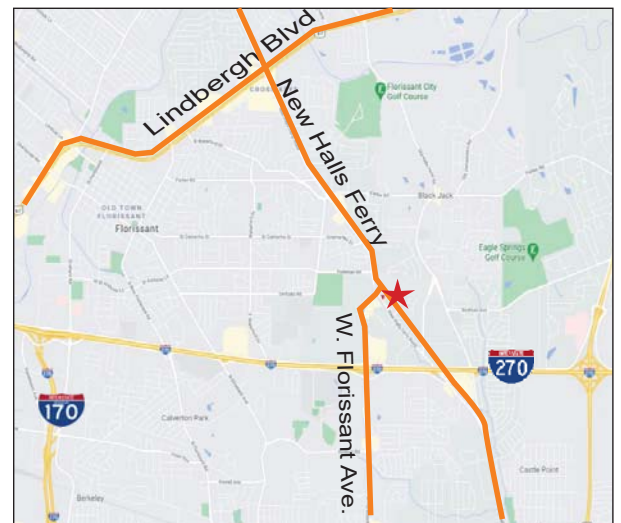 Lindbergh Blvd
New Halls Ferry
Florissant City
Golf Course
OLD TOWN
FLORISSANT
Florissant
Black Jack
Eagle Springs
Golf Course
W. Florissant Ave.
270
170
Calverton Park
Castle Point
Berkeley